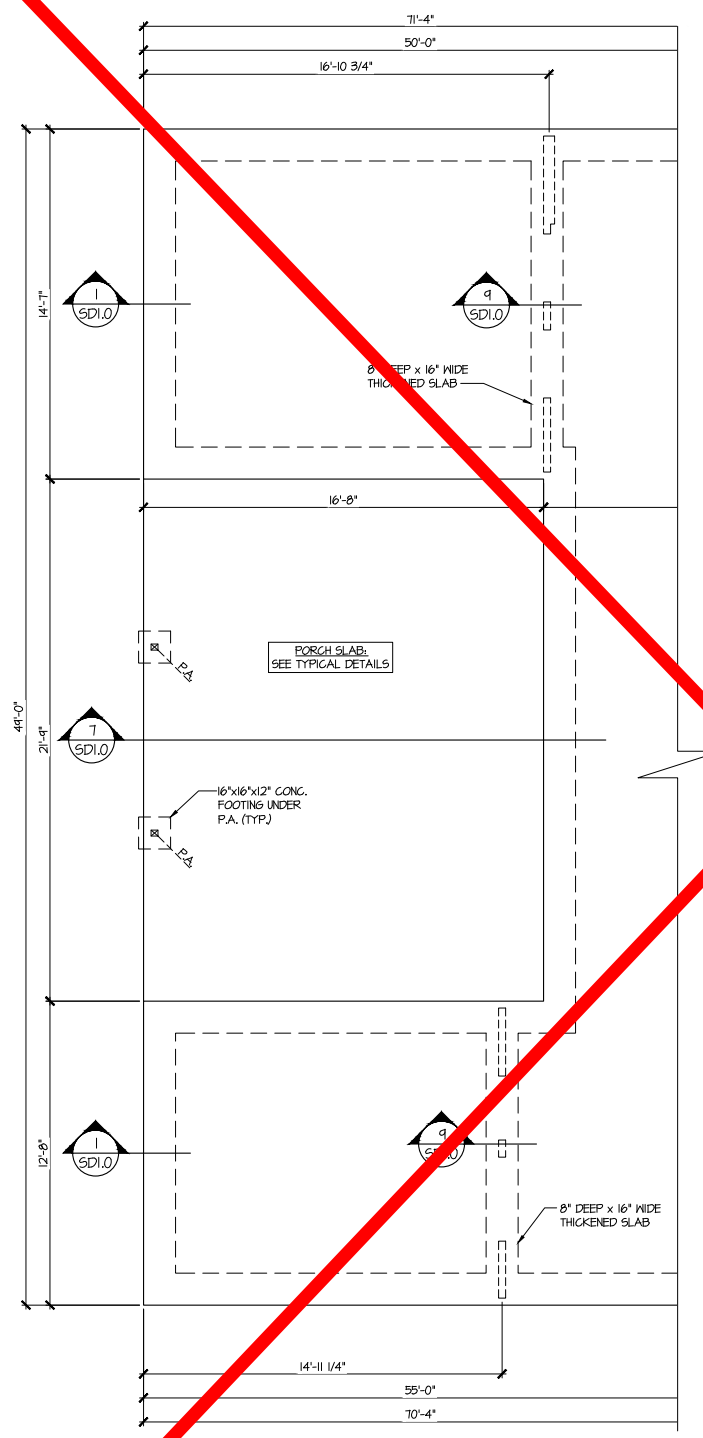 71'-4"
50'-0"
16'-10 3/4"
14'-7"
1
SD1.0
9
SD1.0
8" DEEP x 16" WIDE
THICKENED SLAB
16'-8"
PORCH SLAB:
SEE TYPICAL DETAILS
P.A.
49'-0"
21'-9"
7
SD1.0
16"x16"x12" CONC.
FOOTING UNDER
P.A. (TYP.)
P.A.
12'-8"
1
SD1.0
9
SD1.0
8" DEEP x 16" WIDE
THICKENED SLAB
14'-11 1/4"
55'-0"
70'-4"